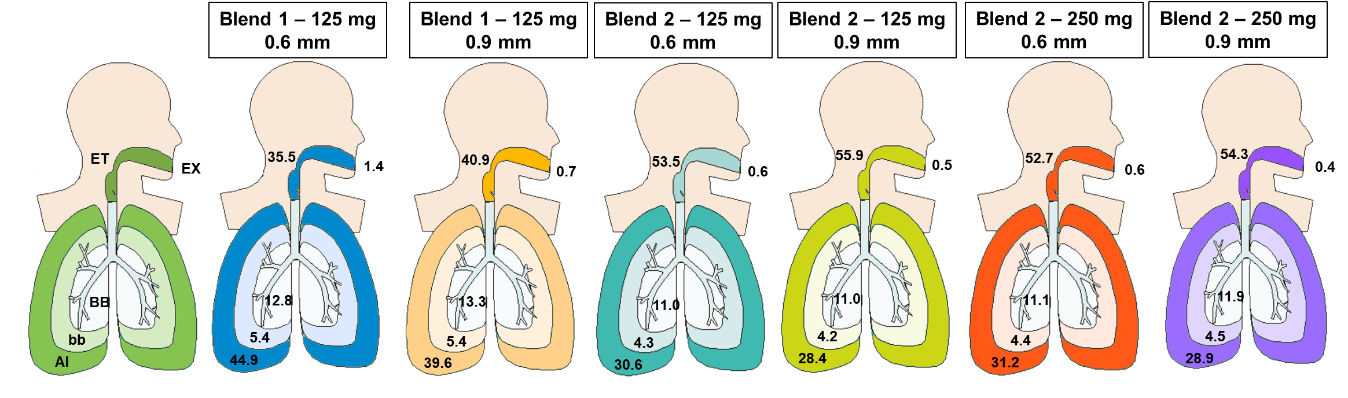 Blend 1 – 125 mg
0.6 mm
Blend 1 – 125 mg
0.9 mm
Blend 2 – 125 mg
0.6 mm
Blend 2 – 125 mg
0.9 mm
Blend 2 – 250 mg
0.6 mm
Blend 2 – 250 mg
0.9 mm
ET
EX
BB
bb
AI
35.5
1.4
12.8
5.4
44.9
40.9
0.7
13.3
5.4
39.6
53.5
0.6
11.0
4.3
30.6
55.9
0.5
11.0
4.2
28.4
52.7
0.6
11.1
4.4
31.2
54.3
0.4
11.9
4.5
28.9